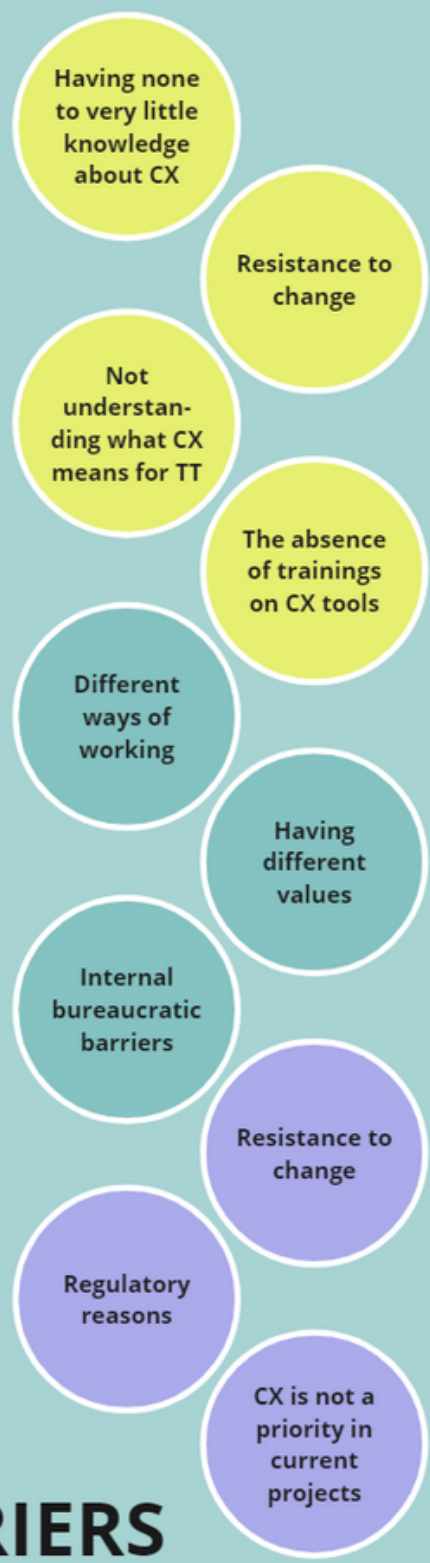 Having none
to very little
knowledge
about CX
Resistance to
change
Not
understan-
ding what CX
means for TT
The absence
of trainings
on CX tools
Different
ways of
working
Having
different
values
Internal
bureaucratic
barriers
Resistance to
change
Regulatory
reasons
CX is not a
priority in
current
projects
RIERS